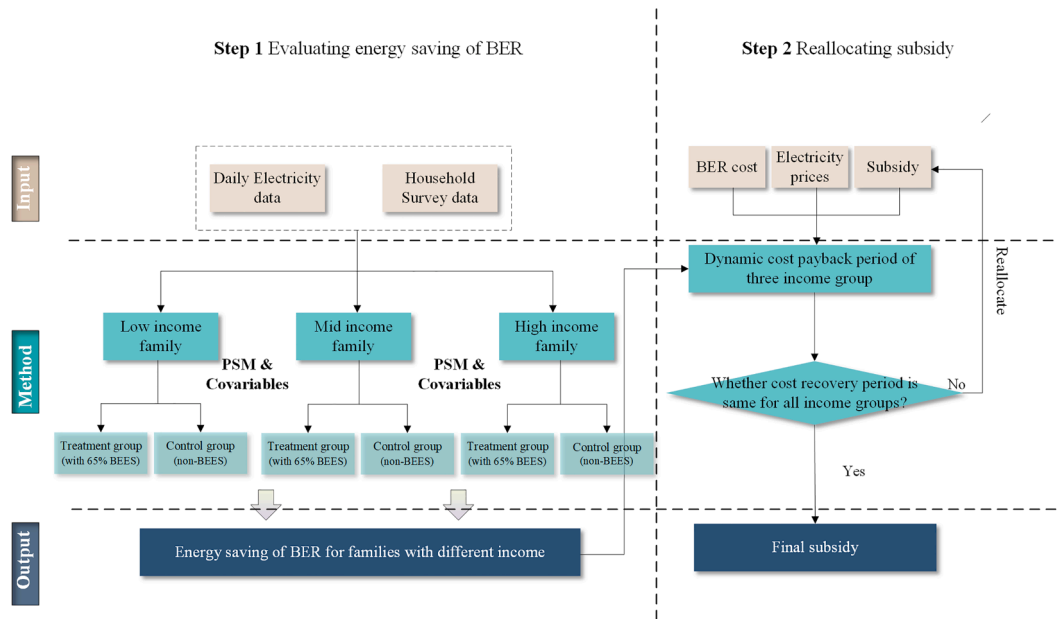 Step 1 Evaluating energy saving of BER
Step 2 Reallocating subsidy
Input
Daily Electricity
data
Household
Survey data
BER cost
Electricity
prices
Subsidy
Method
Low income
family
Mid income
family
High income
family
PSM &
Covariables
PSM &
Covariables
Treatment group
(with 65% BEES)
Control group
(non-BEES)
Treatment group
(with 65% BEES)
Control group
(non-BEES)
Treatment group
(with 65% BEES)
Control group
(non-BEES)
Dynamic cost payback period of
three income group
Reallocate
Whether cost recovery period is
same for all income groups?
No
Yes
Output
Energy saving of BER for families with different income
Final subsidy